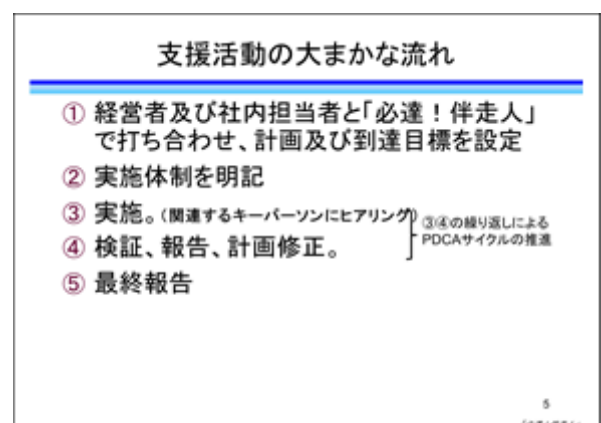 支援活動の大まかな流れ
① 経営者及び社内担当者と「必達！伴走人」
で打ち合わせ、計画及び到達目標を設定
② 実施体制を明記
③ 実施。（関連するキーパーソンにヒアリング）
③④の繰り返しによる
PDCAサイクルの推進
④ 検証、報告、計画修正。
⑤ 最終報告
5